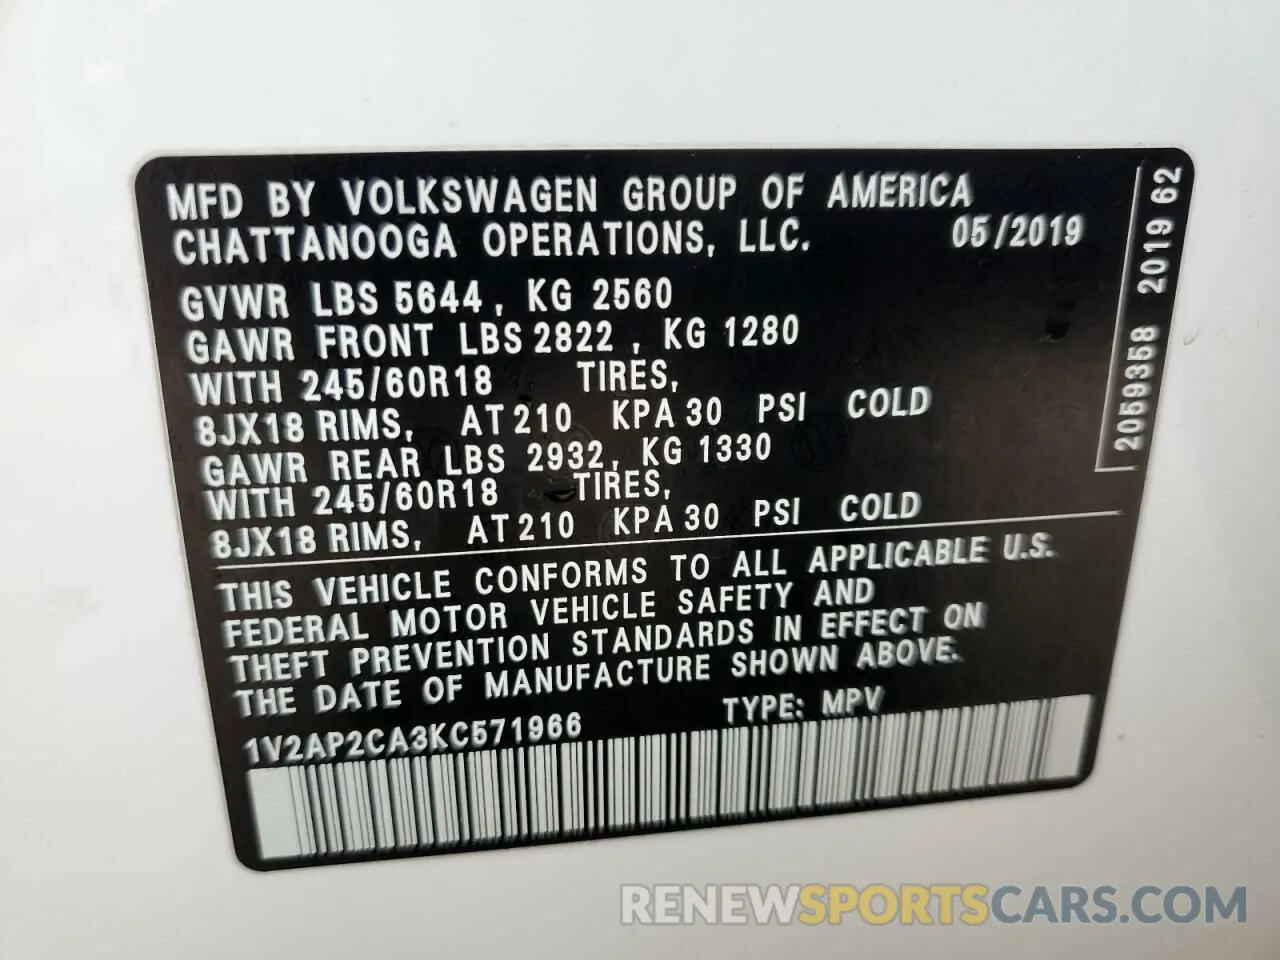 MFD BY VOLKSWAGEN GROUP OF AMERICA
CHATTANOOGA OPERATIONS, LLC. 05/2019
GVWR LBS 5644, KG 2560
GAWR FRONT LBS 2822, KG 1280
WITH 245/60R18 TIRES,
8JX18 RIMS, AT 210 KPA 30 PSI COLD
GAWR REAR LBS 2932, KG 1330
WITH 245/60R18 TIRES,
8JX18 RIMS, AT 210 KPA 30 PSI COLD
THIS VEHICLE CONFORMS TO ALL APPLICABLE U.S.
FEDERAL MOTOR VEHICLE SAFETY AND
THEFT PREVENTION STANDARDS IN EFFECT ON
THE DATE OF MANUFACTURE SHOWN ABOVE.
1V2AP2CA3KC571966 TYPE: MPV
2059358 2019 62
RENEWSPORTSCARS.COM